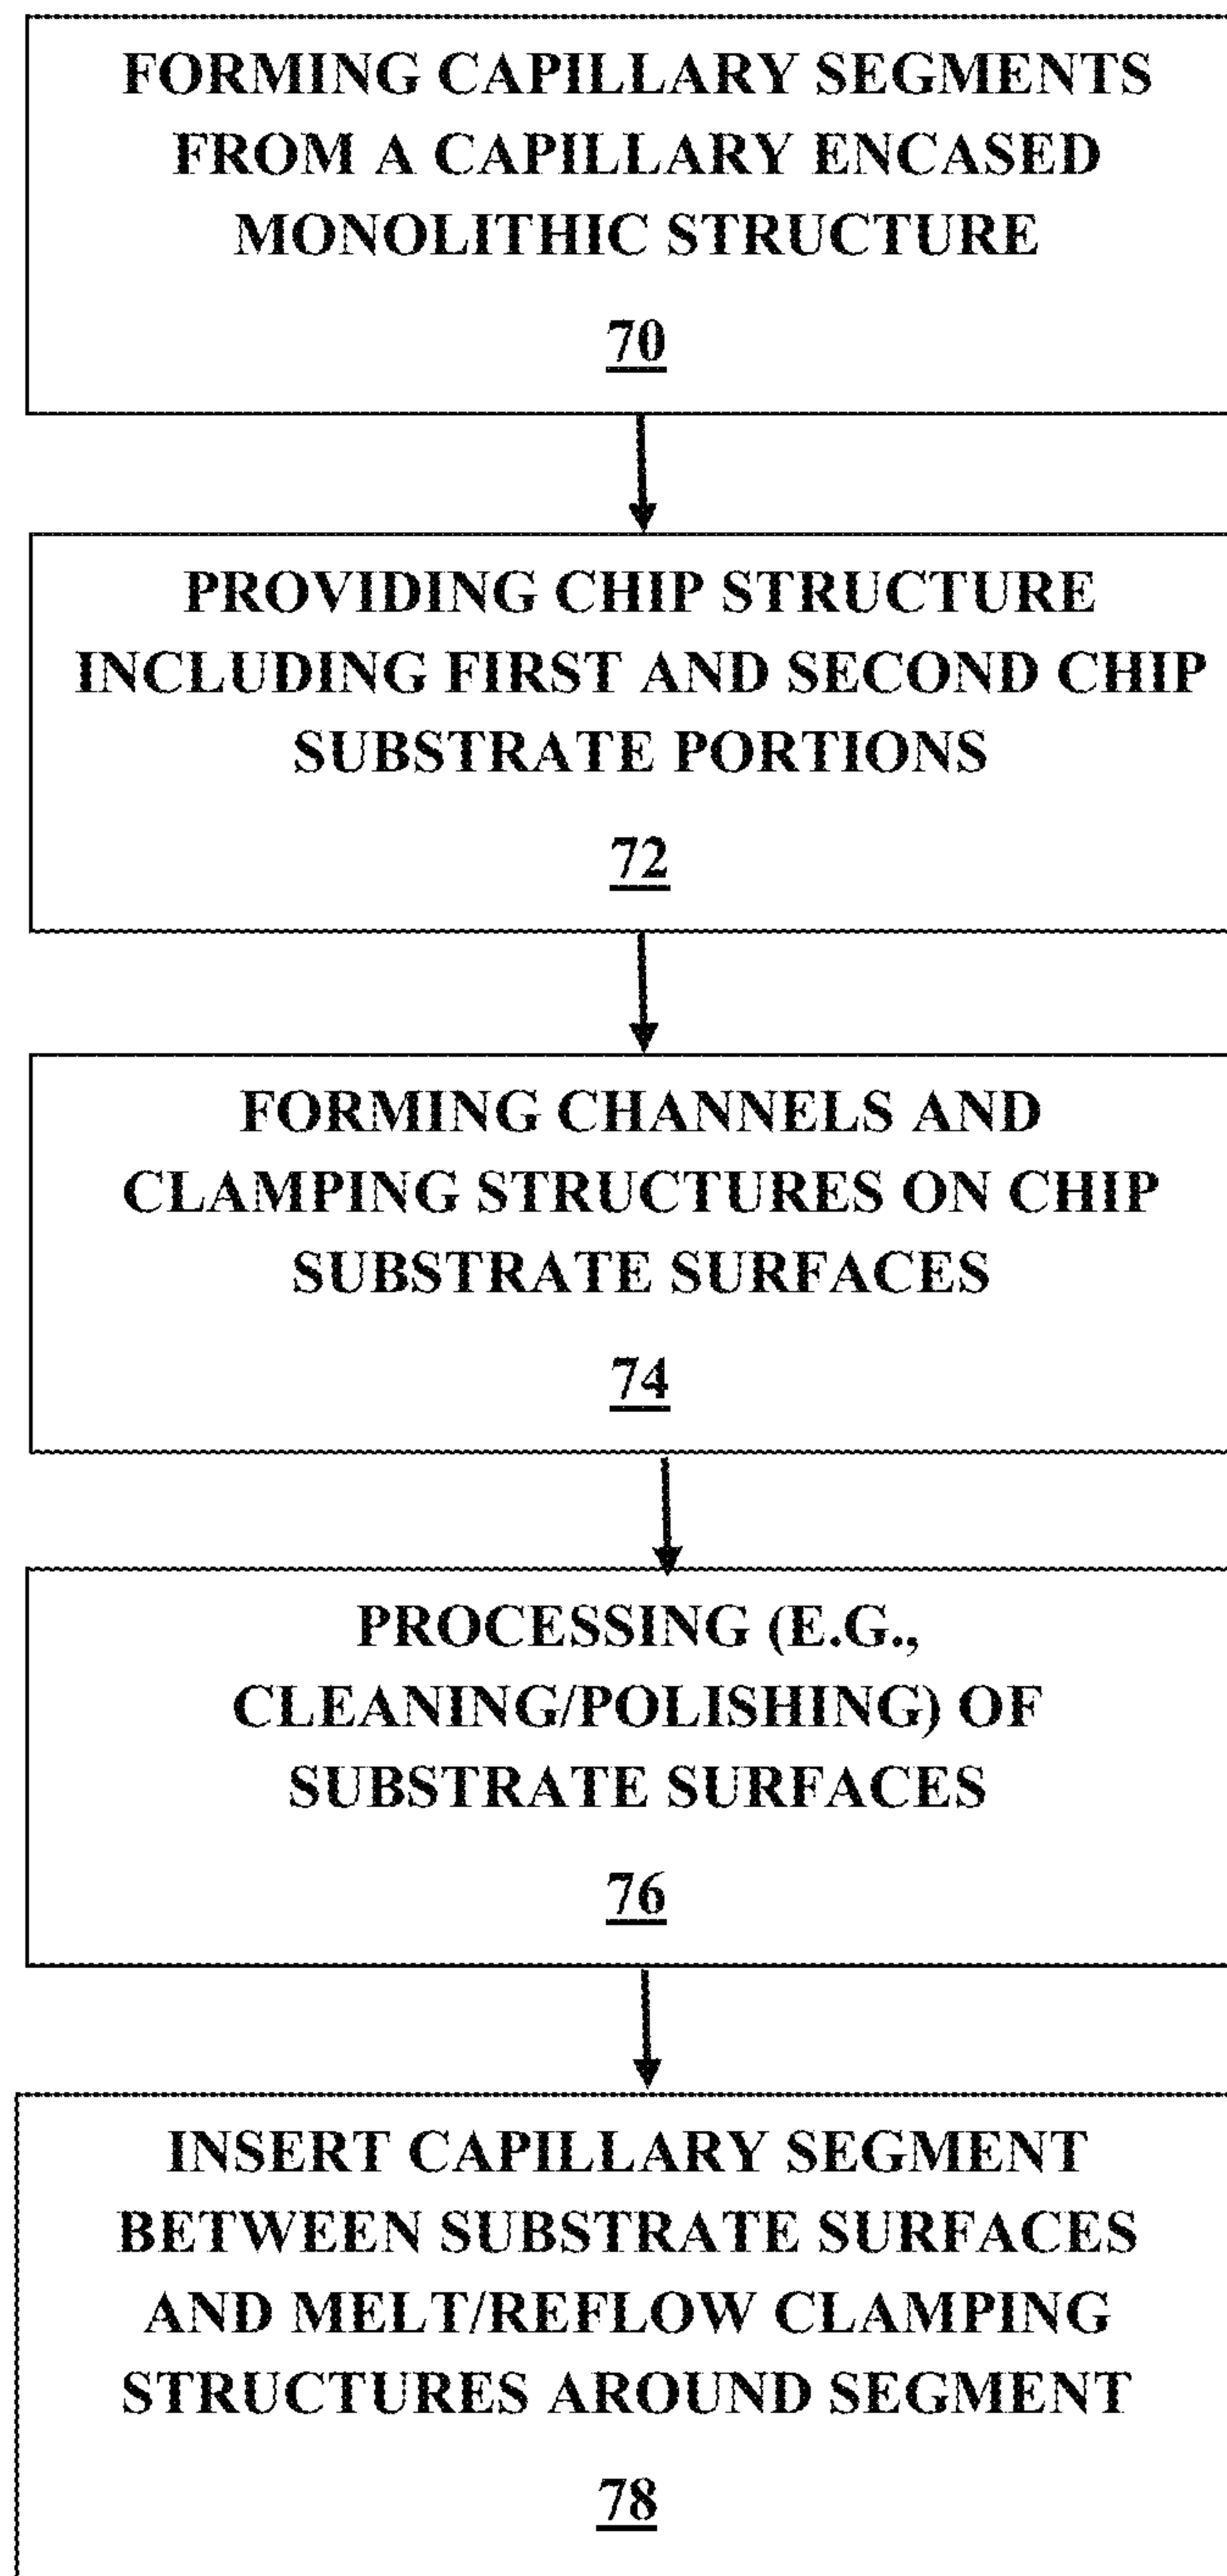 FORMING CAPILLARY SEGMENTS
FROM A CAPILLARY ENCASED
MONOLITHIC STRUCTURE
70
PROVIDING CHIP STRUCTURE
INCLUDING FIRST AND SECOND CHIP
SUBSTRATE PORTIONS
72
FORMING CHANNELS AND
CLAMPING STRUCTURES ON CHIP
SUBSTRATE SURFACES
74
PROCESSING (E.G.,
CLEANING/POLISHING) OF
SUBSTRATE SURFACES
76
INSERT CAPILLARY SEGMENT
BETWEEN SUBSTRATE SURFACES
AND MELT/REFLOW CLAMPING
STRUCTURES AROUND SEGMENT
78